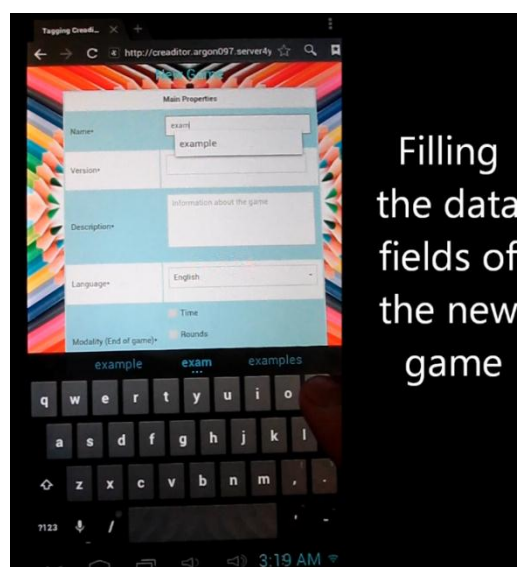 Tagging Creadi...
http://creaditor.argon097.server4y
New Game
Main Properties
Name*
exam
example
Version*
Description*
Information about the game
Language*
English
Time
Modality (End of game)*
Rounds
example exam examples
q w e r t y u i o
a s d f g h j k l
z x c v b n m , .
?123 / ' -
3:19 AM
Filling
the data
fields of
the new
game